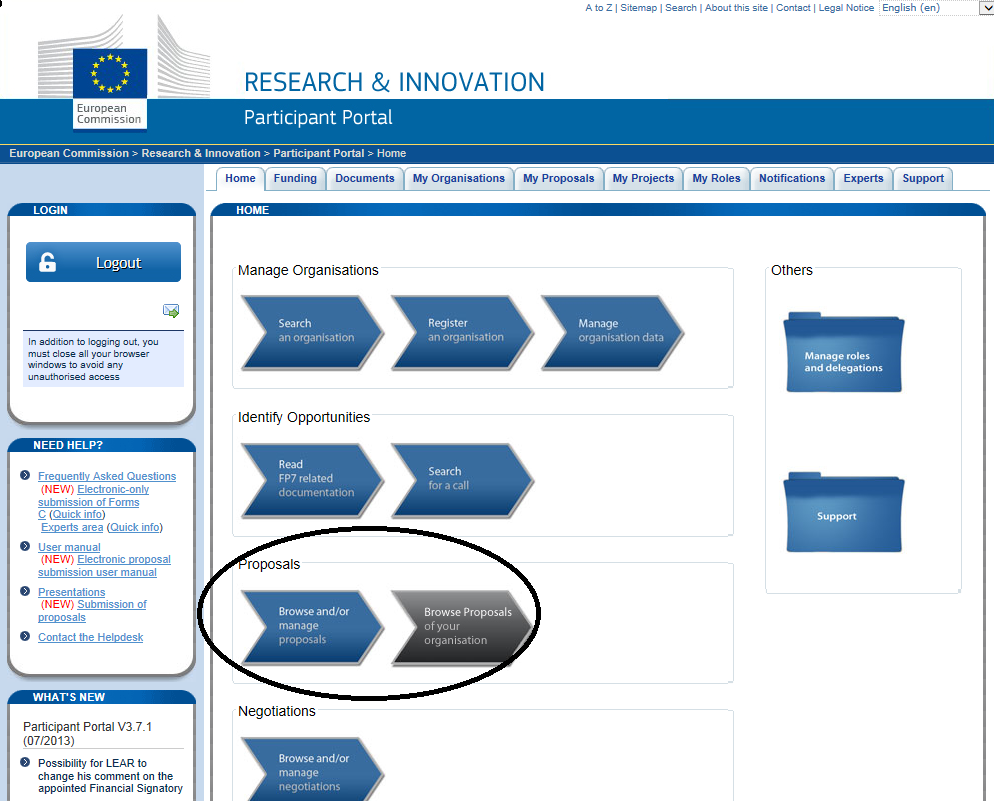 A to Z | Sitemap | Search | About this site | Contact | Legal Notice English (en)
RESEARCH & INNOVATION
European
Commission
Participant Portal
European Commission > Research & Innovation > Participant Portal > Home
Home Funding Documents My Organisations My Proposals My Projects My Roles Notifications Experts Support
LOGIN
Logout
In addition to logging out, you
must close all your browser
windows to avoid any
unauthorised access
NEED HELP?
Frequently Asked Questions
(NEW) Electronic-only
submission of Forms
C (Quick info)
Experts area (Quick info)
User manual
(NEW) Electronic proposal
submission user manual
Presentations
(NEW) Submission of
proposals
Contact the Helpdesk
WHAT'S NEW
Participant Portal V3.7.1
(07/2013)
Possibility for LEAR to
change his comment on the
appointed Financial Signatory
HOME
Manage Organisations
Search
an organisation
Register
an organisation
Manage
organisation data
Identify Opportunities
Read
FP7 related
documentation
Search
for a call
Proposals
Browse and/or
manage
proposals
Browse Proposals
of your
organisation
Negotiations
Browse and/or
manage
negotiations
Others
Manage roles
and delegations
Support